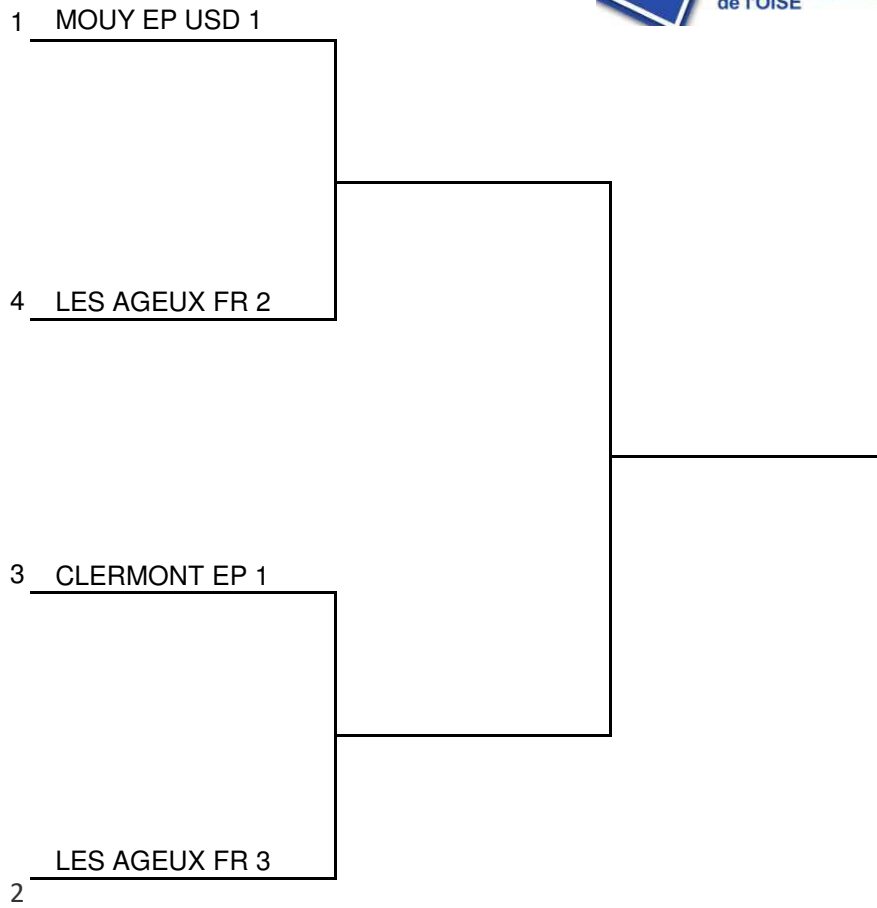 de l'OISE
1 MOUY EP USD 1
4 LES AGEUX FR 2
3 CLERMONT EP 1
LES AGEUX FR 3
2